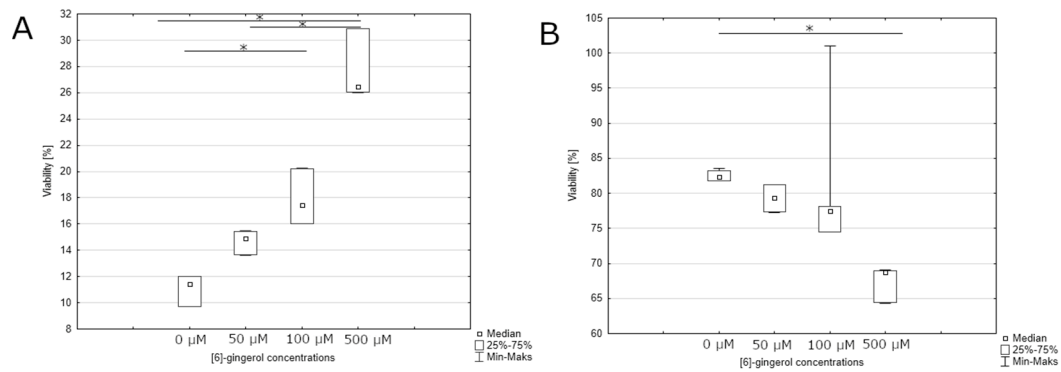 A
32
30
28
26
24
22
20
18
16
14
12
10
8
Viability [%]
*
*
*
0 µM 50 µM 100 µM 500 µM
[6]-gingerol concentrations
Median
25%-75%
Min-Maks
B
105
100
95
90
85
80
75
70
65
60
Viability [%]
*
0 µM 50 µM 100 µM 500 µM
[6]-gingerol concentrations
Median
25%-75%
Min-Maks